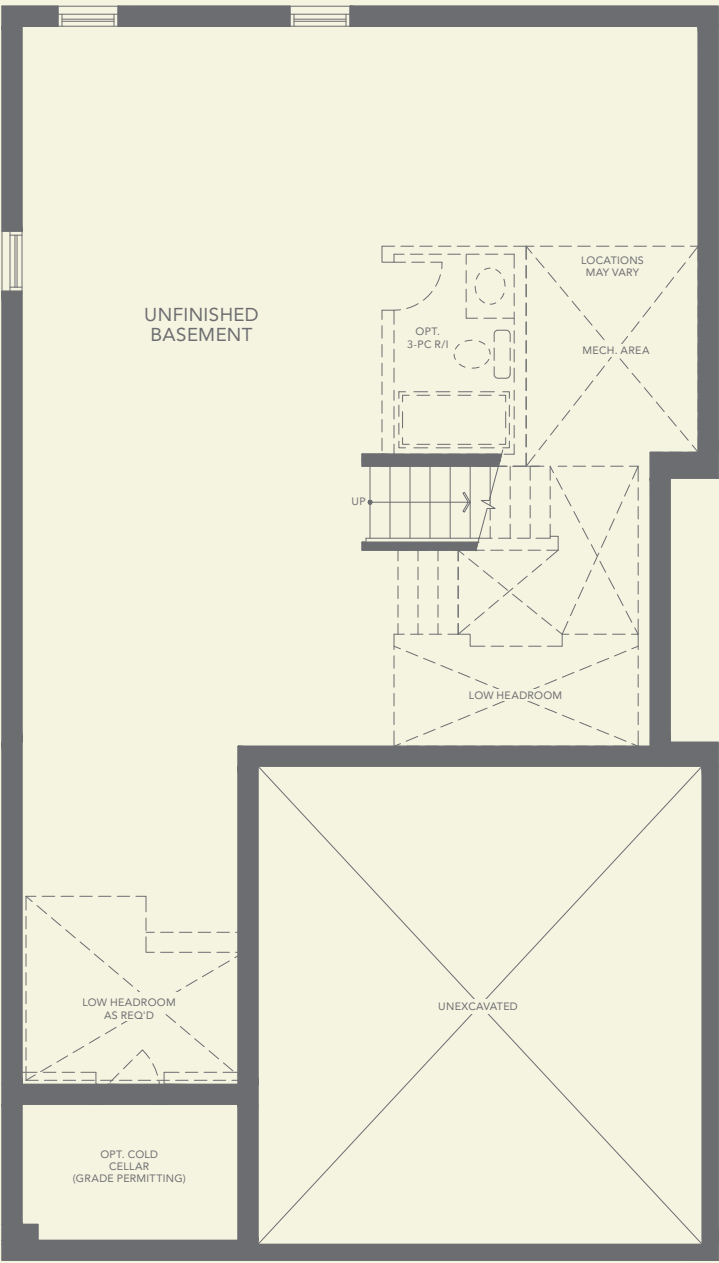 LOCATIONS
MAY VARY
UNFINISHED
BASEMENT
OPT.
3-PC R/I
MECH. AREA
UP
LOW HEADROOM
LOW HEADROOM
AS REQ'D
UNEXCAVATED
OPT. COLD
CELLAR
(GRADE PERMITTING)